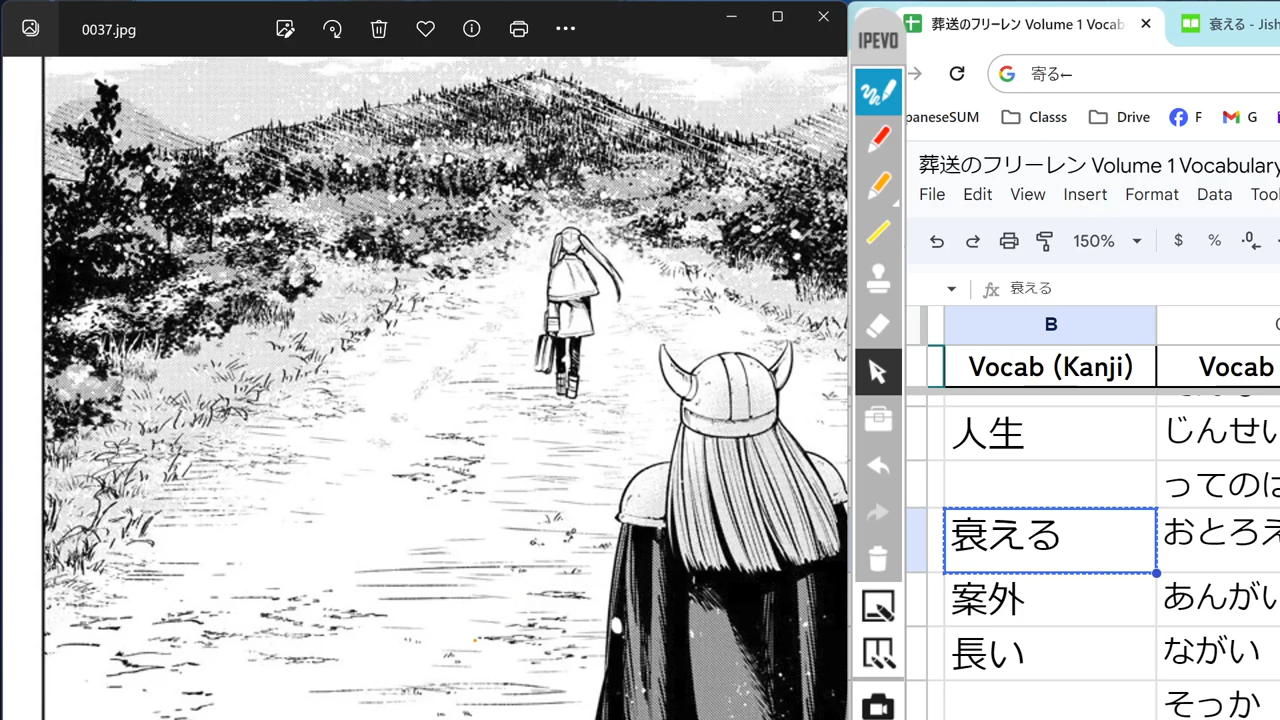 0037.jpg
IPEVO
葬送のフリーレン Volume 1 Vocab
衰える - Jish
寄る←
paneseSUM
Classs
Drive
F
G
葬送のフリーレン Volume 1 Vocabulary
File Edit View Insert Format Data Too
150%
$ % .0
fx 衰える
B
Vocab (Kanji) Vocab
人生 じんせい
ってのは
衰える おとろえ
案外 あんがい
長い ながい
そっか